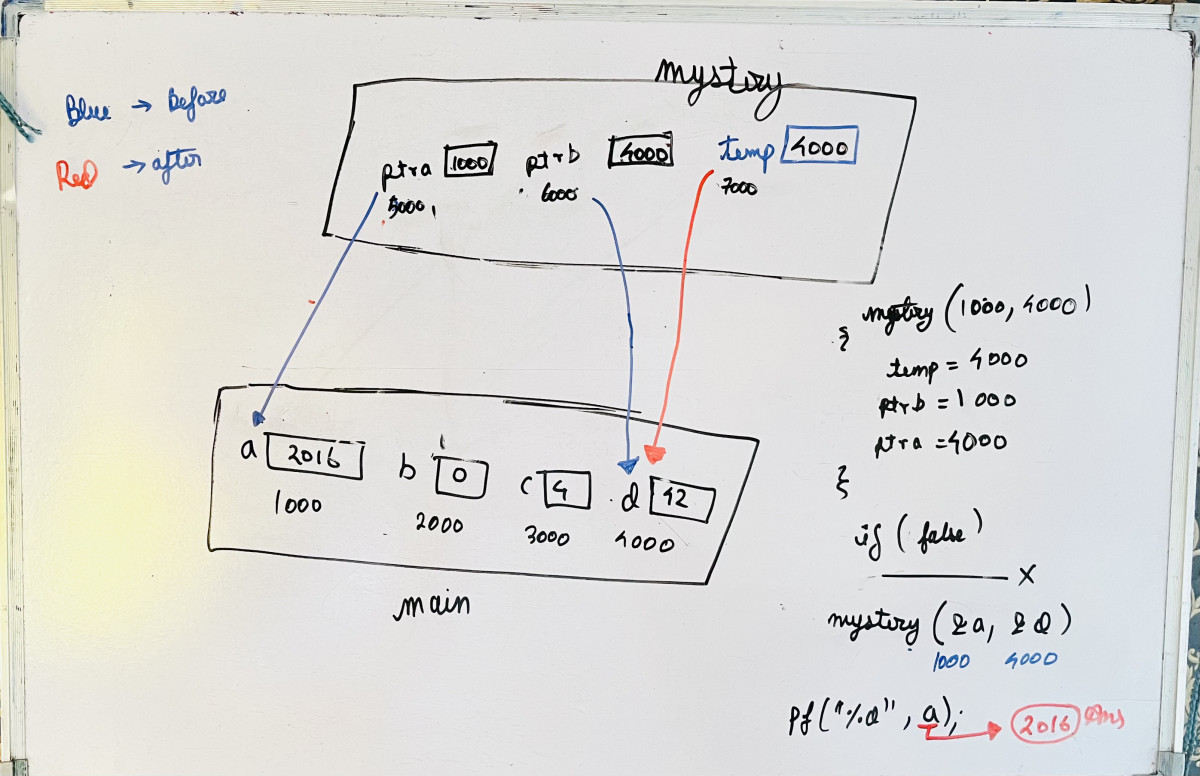 mystery
Blue → Before
Red → after
ptra 1000 ptrb 4000 temp 4000
5000 6000 7000
a 2016 b 0 c 4 d 42
1000 2000 3000 4000
main
mystery (1000, 4000)
{
temp = 4000
ptrb = 1000
ptra = 4000
}
if (false)
x
mystery (&a, &d)
1000 4000
Pf("%d", a); → 2016 Ans